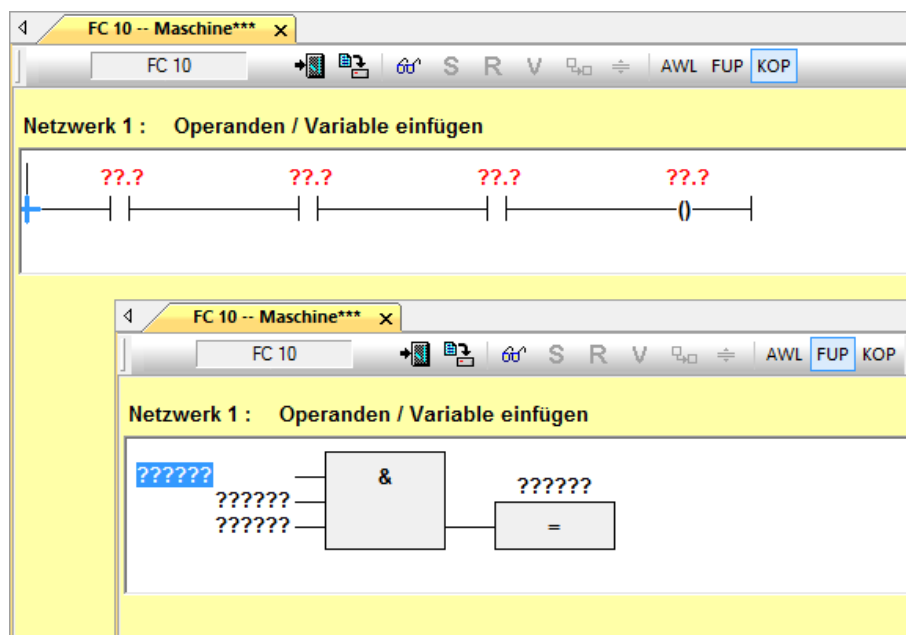 FC 10 -- Maschine*** x
FC 10 S R V AWL FUP KOP
Netzwerk 1 : Operanden / Variable einfügen
??.? ??.? ??.? ??.?
()
FC 10 -- Maschine*** x
FC 10 S R V AWL FUP KOP
Netzwerk 1 : Operanden / Variable einfügen
?????? & ??????
??????
?????? =